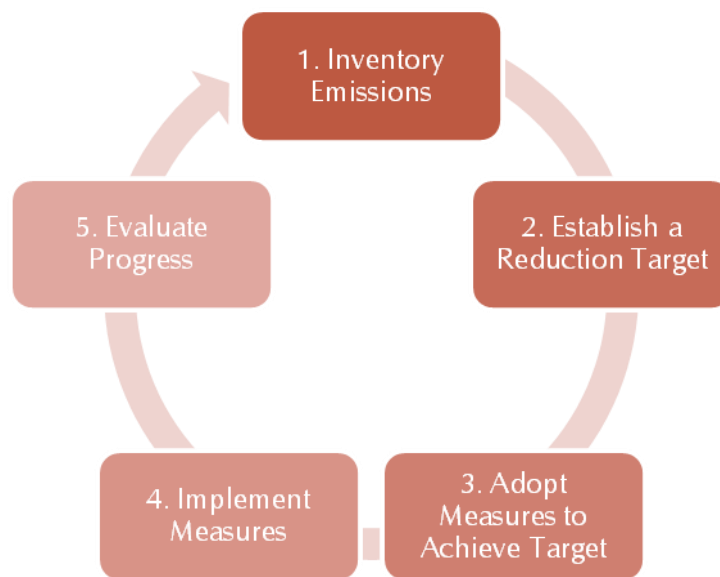 1. Inventory
Emissions
2. Establish a
Reduction Target
3. Adopt
Measures to
Achieve Target
4. Implement
Measures
5. Evaluate
Progress